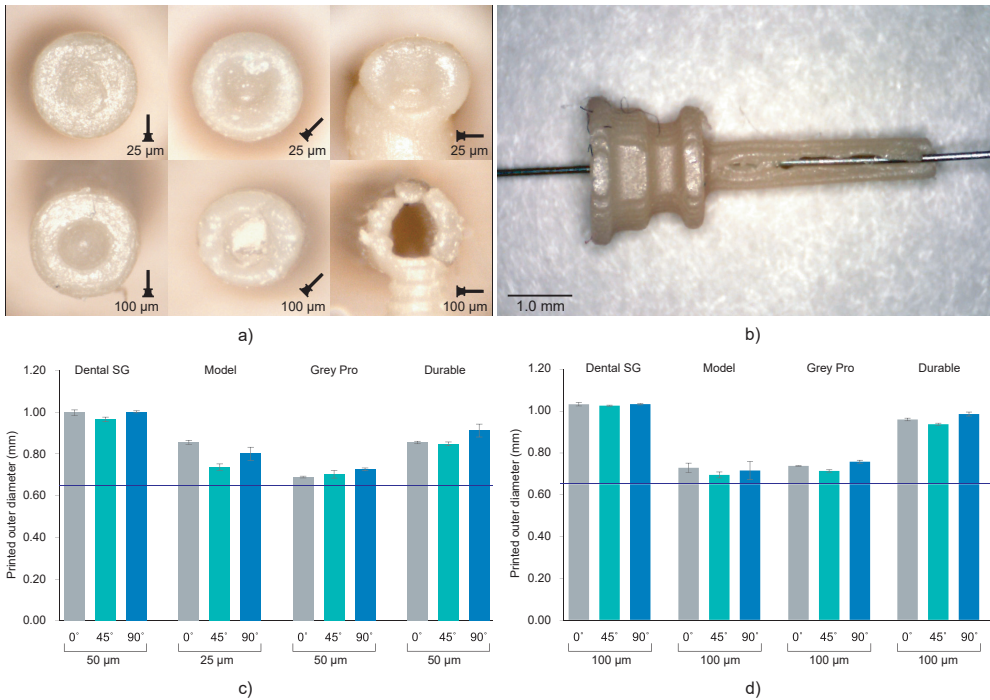 25 µm
25 µm
25 µm
100 µm
100 µm
100 µm
1.0 mm
a)
b)
1.20
1.00
0.80
0.60
0.40
0.20
0.00
Printed outer diameter (mm)
Dental SG
Model
Grey Pro
Durable
0° 45° 90°
0° 45° 90°
0° 45° 90°
0° 45° 90°
50 µm
25 µm
50 µm
50 µm
c)
1.20
1.00
0.80
0.60
0.40
0.20
0.00
Printed outer diameter (mm)
Dental SG
Model
Grey Pro
Durable
0° 45° 90°
0° 45° 90°
0° 45° 90°
0° 45° 90°
100 µm
100 µm
100 µm
100 µm
d)